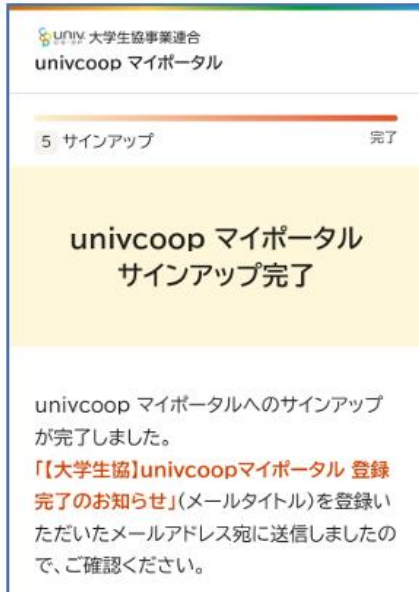 univ. 大学生協事業連合
CO-OP
univcoop マイポータル
5 サインアップ 完了
univcoop マイポータル
サインアップ完了
univcoop マイポータルへのサインアップ
が完了しました。
「【大学生協】univcoopマイポータル 登録
完了のお知らせ」(メールタイトル)を登録い
ただいたメールアドレス宛に送信しましたの
で、ご確認ください。